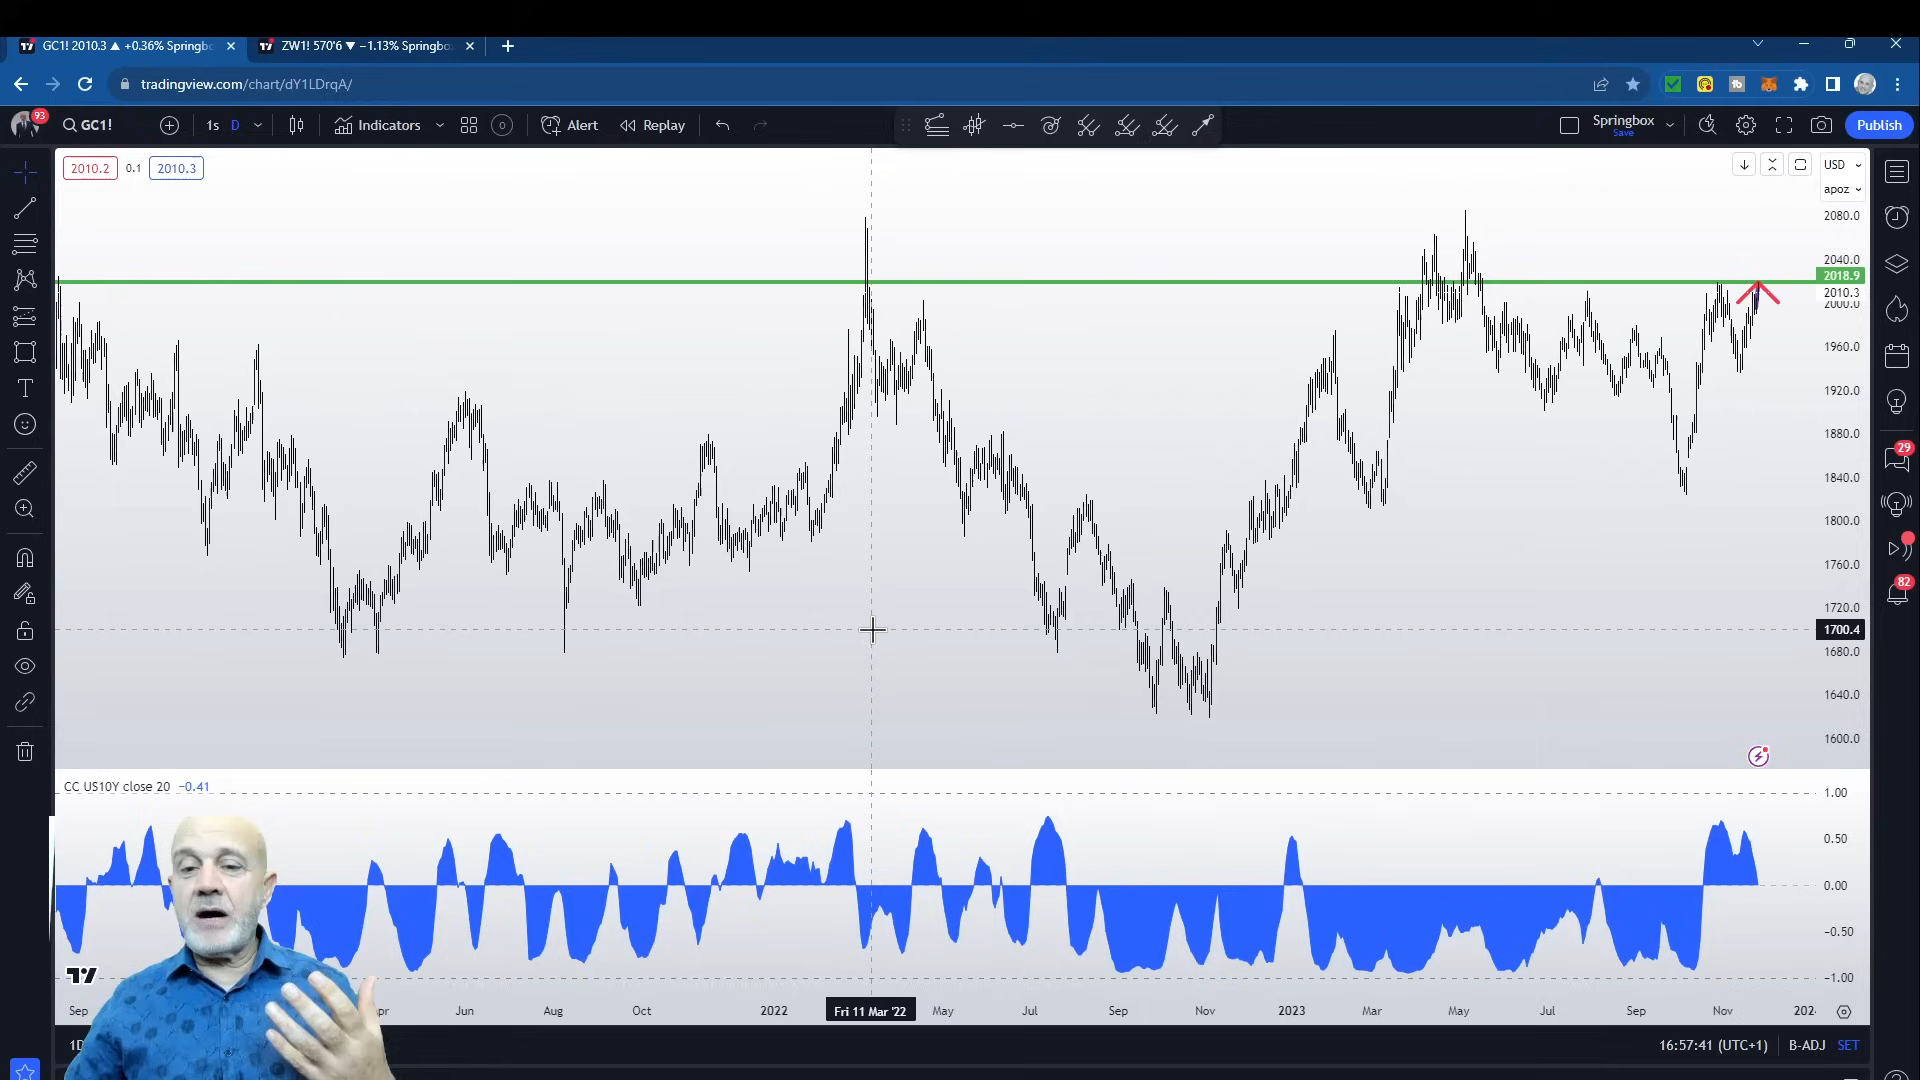 GC1! 2010.3 ▲ +0.36% Springbo
ZW1! 570'6 ▼ −1.13% Springbo
tradingview.com/chart/dY1LDrqA/
93
GC1!
1s
D
Indicators
Alert
Replay
Springbox
Save
Publish
2010.2
0.1
2010.3
USD
apoz
2080.0
2040.0
2018.9
2010.3
2000.0
1960.0
1920.0
1880.0
1840.0
1800.0
1760.0
1720.0
1700.4
1680.0
1640.0
1600.0
29
82
CC US10Y close 20 −0.41
1.00
0.50
0.00
−0.50
−1.00
Sep
pr
Jun
Aug
Oct
2022
Fri 11 Mar '22
May
Jul
Sep
Nov
2023
Mar
May
Jul
Sep
Nov
202
1D
16:57:41 (UTC+1)
B-ADJ
SET